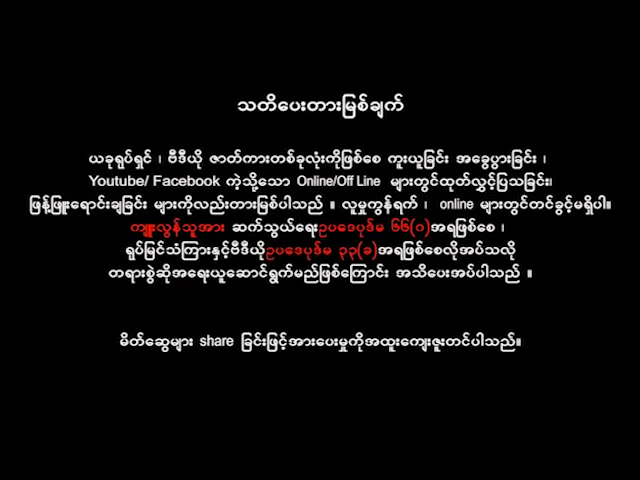 သတိပေးတားမြစ်ချက်
ယခုရုပ်ရှင် ၊ ဗီဒီယို ဇာတ်ကားတစ်ခုလုံးကိုဖြစ်စေ ကူးယူခြင်း အခွေပွားခြင်း ၊
Youtube/ Facebook ကဲ့သို့သော Online/Off Line များတွင်ထုတ်လွှင့်ပြသခြင်း၊
ဖြန့်ဖြူးရောင်းချခြင်း များကိုလည်းတားမြစ်ပါသည် ။ လူမှုကွန်ရက် ၊ online များတွင်တင်ခွင့်မရှိပါ။
ကျူးလွန်သူအား ဆက်သွယ်ရေးဥပဒေပုဒ်မ ၆၆(ဂ)အရဖြစ်စေ ၊
ရုပ်မြင်သံကြားနှင့်ဗီဒီယိုဥပဒေပုဒ်မ ၃၃(ခ)အရဖြစ်စေလိုအပ်သလို
တရားစွဲဆိုအရေးယူဆောင်ရွက်မည်ဖြစ်ကြောင်း အသိပေးအပ်ပါသည် ။
မိတ်ဆွေများ share ခြင်းဖြင့်အားပေးမှုကိုအထူးကျေးဇူးတင်ပါသည်။